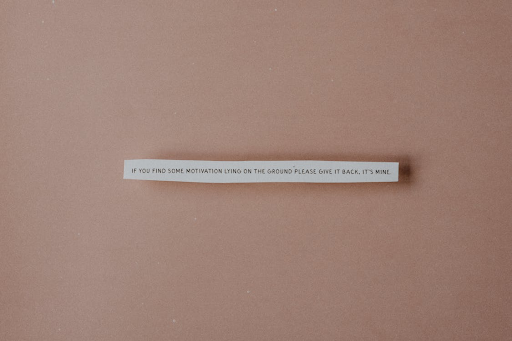 IF YOU FIND SOME MOTIVATION LYING ON THE GROUND PLEASE GIVE IT BACK, IT'S MINE